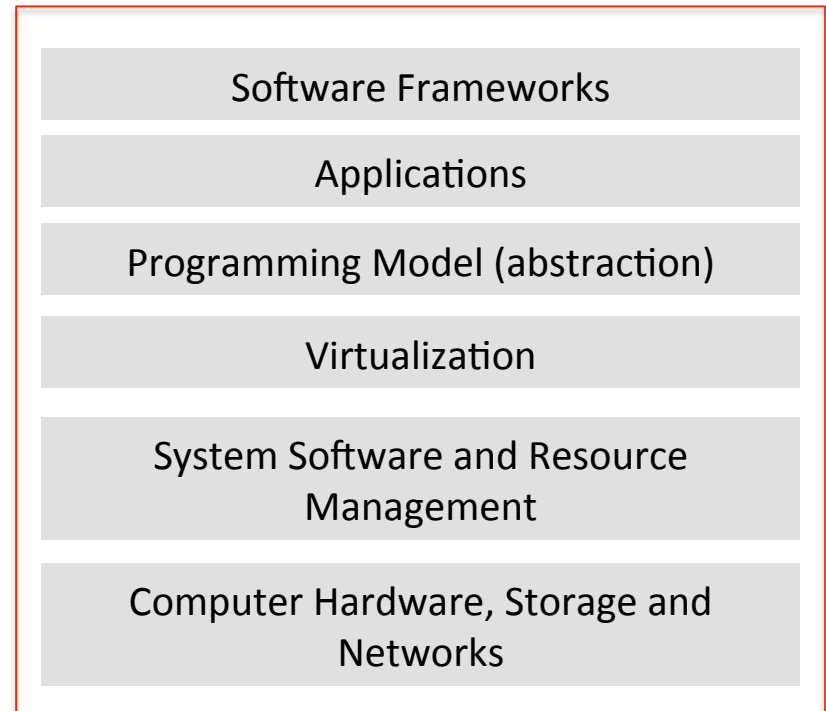 Software Frameworks
Applications
Programming Model (abstraction)
Virtualization
System Software and Resource
Management
Computer Hardware, Storage and
Networks